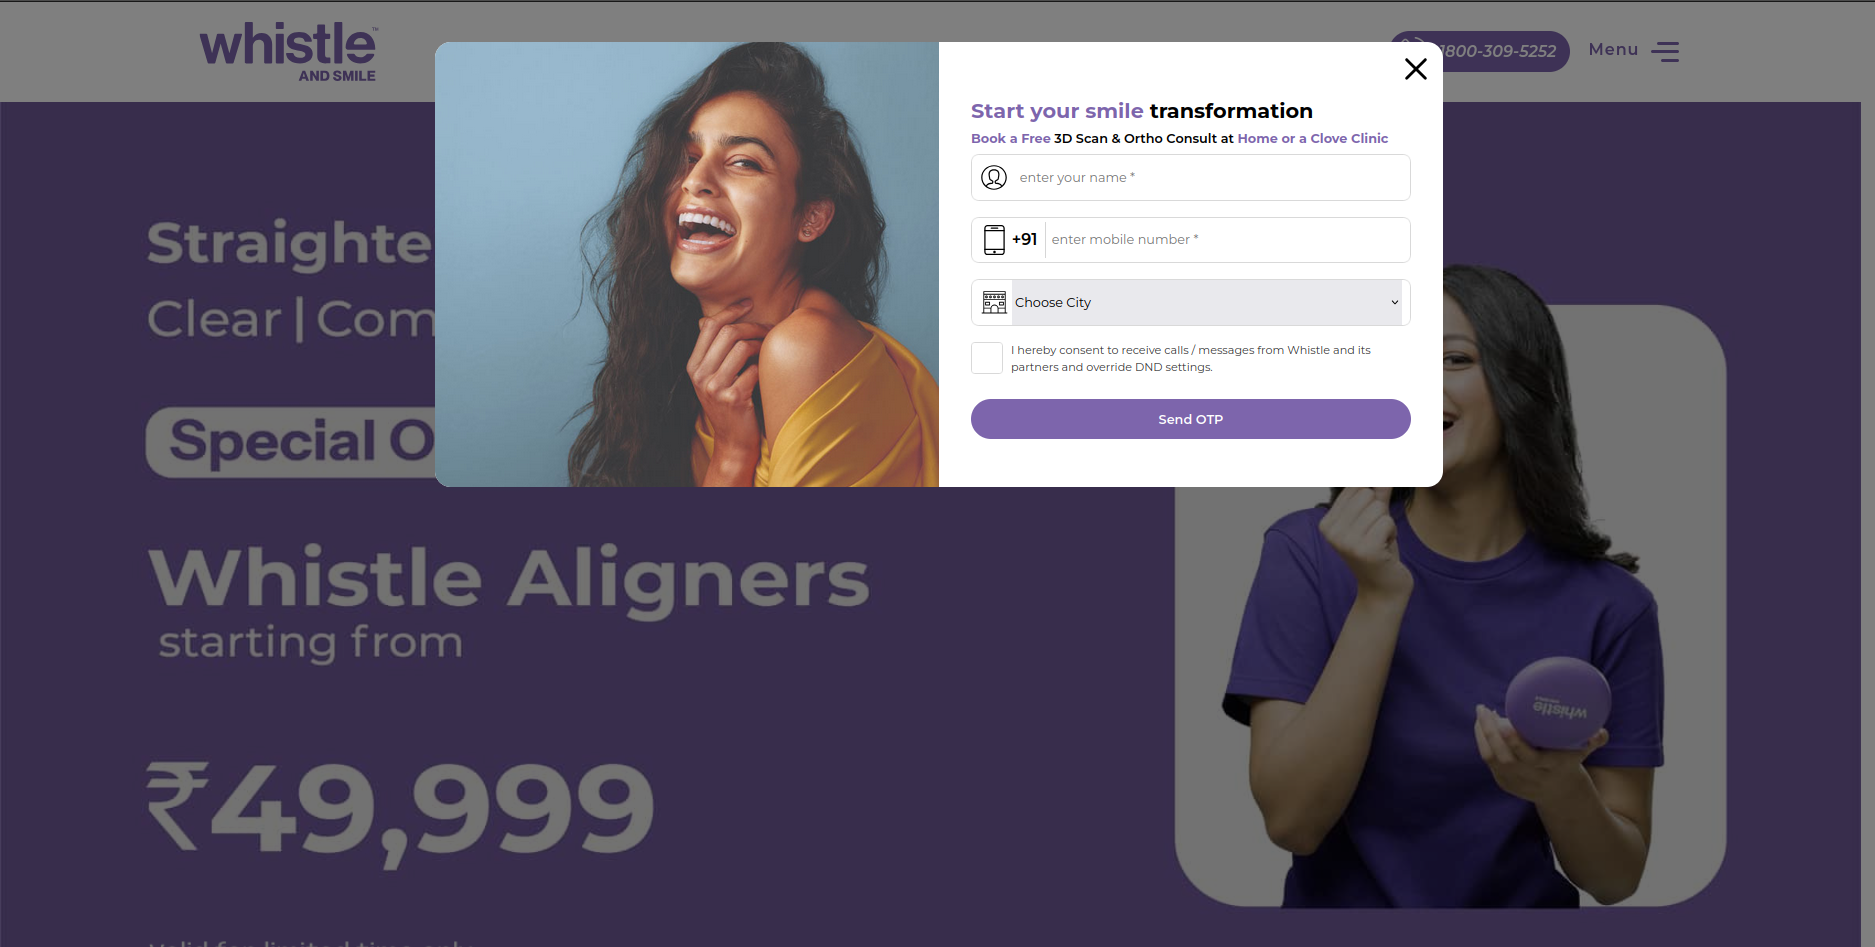 whistle™
AND SMILE
1800-309-5252
Menu
Start your smile transformation
Book a Free 3D Scan & Ortho Consult at Home or a Clove Clinic
enter your name *
+91 enter mobile number *
Choose City
I hereby consent to receive calls / messages from Whistle and its
partners and override DND settings.
Send OTP
Straighte
Clear | Com
Special O
Whistle Aligners
starting from
₹49,999
whistle